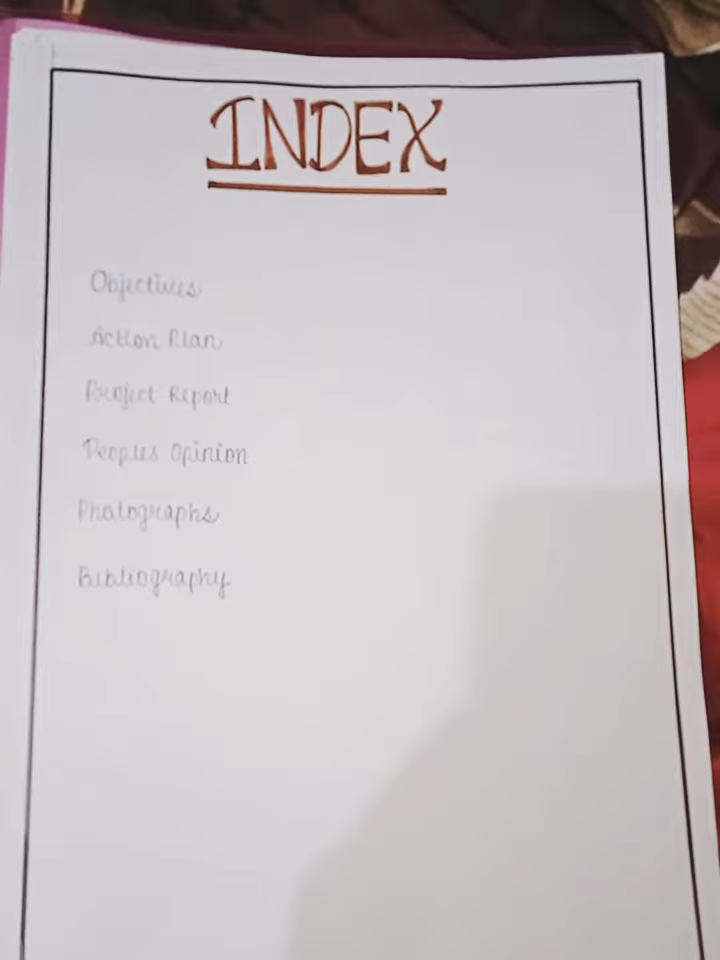 INDEX
Objectives
Action Plan
Project Report
Peoples Opinion
Photographs
Bibliography